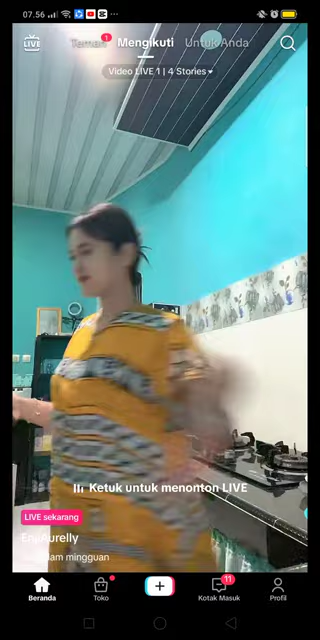 07.56
LIVE
Teman 1 Mengikuti Untuk Anda
Video LIVE 1 | 4 Stories
Ketuk untuk menonton LIVE
LIVE sekarang
mingguan
11
Beranda Toko Kotak Masuk Profil